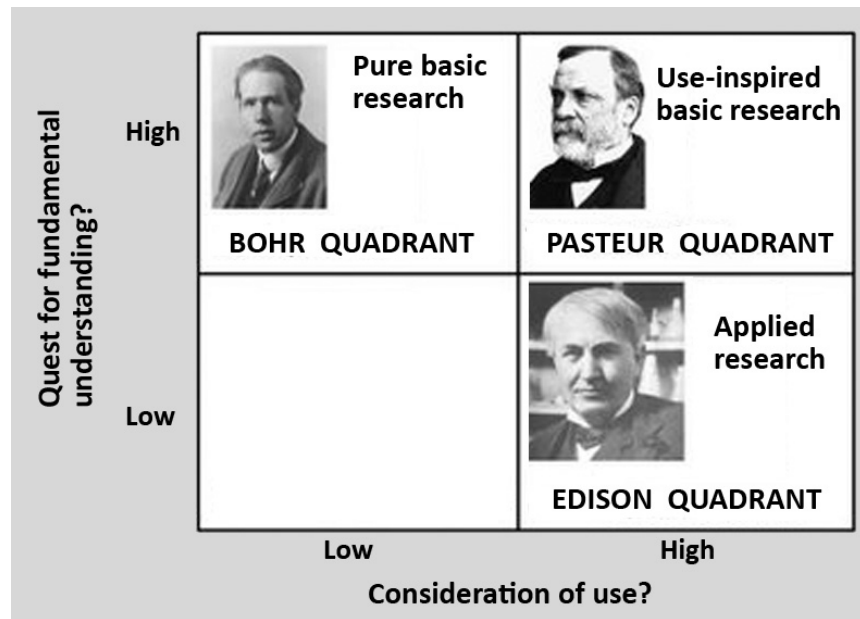 Pure basic
research
BOHR QUADRANT
Use-inspired
basic research
PASTEUR QUADRANT
Applied
research
EDISON QUADRANT
Quest for fundamental
understanding?
High
Low
Low
High
Consideration of use?